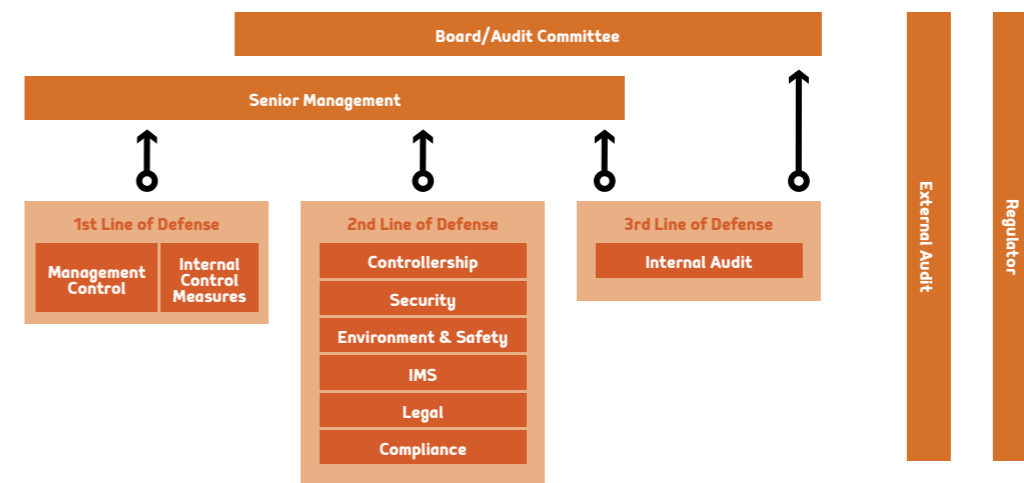 Board/Audit Committee
Senior Management
1st Line of Defense
Management
Control
Internal
Control
Measures
2nd Line of Defense
Controllership
Security
Environment & Safety
IMS
Legal
Compliance
3rd Line of Defense
Internal Audit
External Audit
Regulator